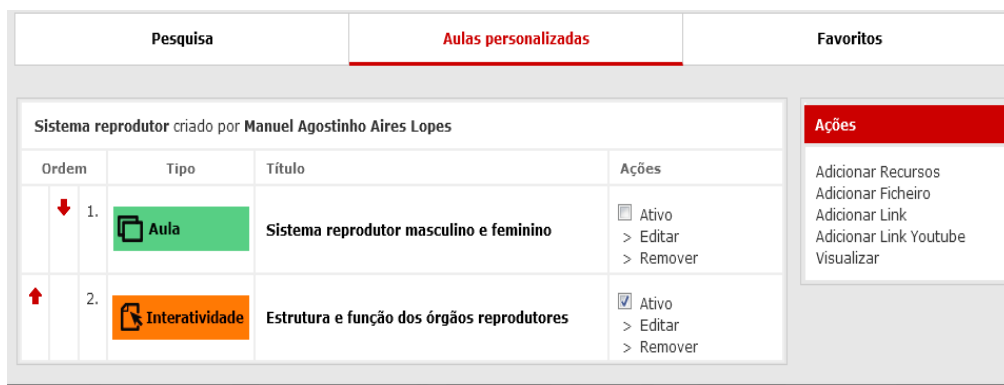 Pesquisa Aulas personalizadas Favoritos
Sistema reprodutor criado por Manuel Agostinho Aires Lopes
Ordem Tipo Título Ações
1. Aula Sistema reprodutor masculino e feminino
Ativo
> Editar
> Remover
2. Interatividade Estrutura e função dos órgãos reprodutores
Ativo
> Editar
> Remover
Ações
Adicionar Recursos
Adicionar Ficheiro
Adicionar Link
Adicionar Link Youtube
Visualizar